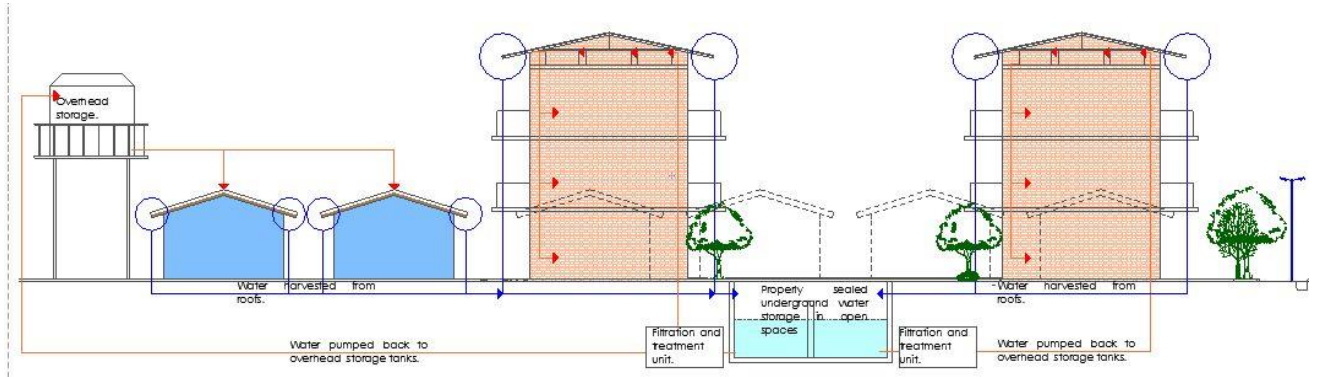 Overhead
storage.
Water harvested from
roofs.
Properly sealed
underground water
storage in open
spaces
-Water harvested from
roofs.
Filtration and
treatment
unit.
Filtration and
treatment
unit.
Water pumped back to
overhead storage tanks.
Water pumped back to
overhead storage tanks.